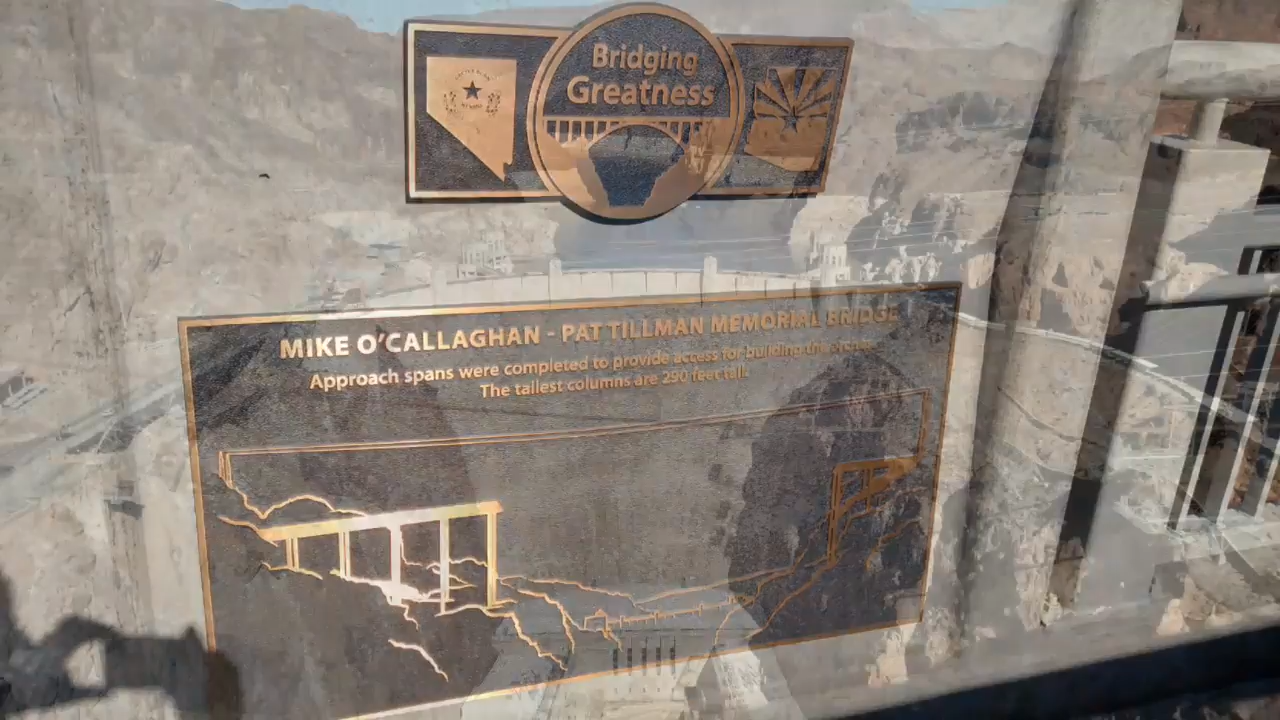 Bridging
Greatness
MIKE O'CALLAGHAN - PAT TILLMAN MEMORIAL BRIDGE
Approach spans were completed to provide access for building the
The tallest columns are 290 feet tall.